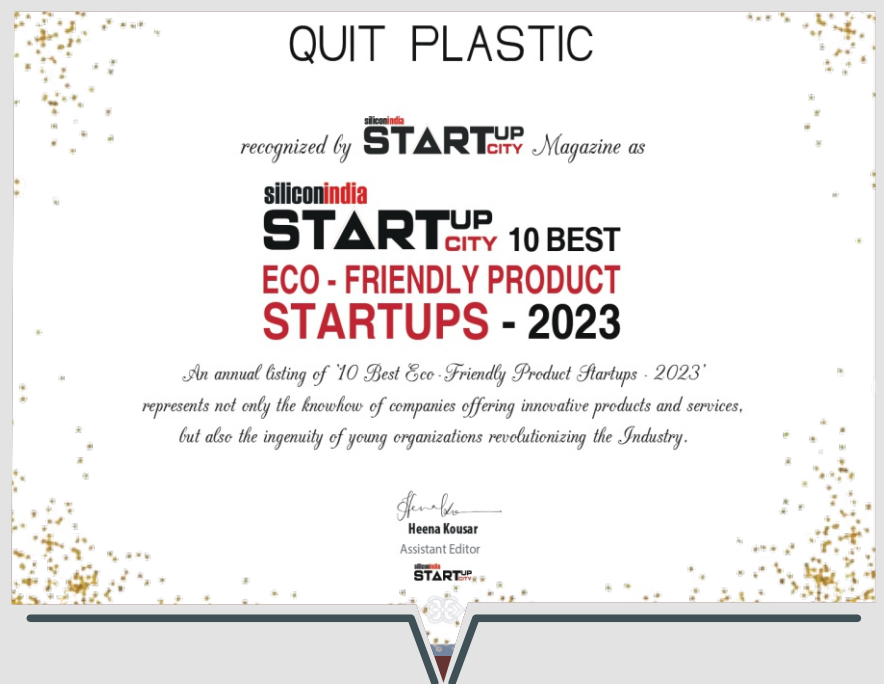 QUIT PLASTIC
siliconindia
recognized by STARTUP CITY Magazine as
siliconindia
STARTUP CITY 10 BEST
ECO - FRIENDLY PRODUCT
STARTUPS - 2023
An annual listing of '10 Best Eco - Friendly Product Startups - 2023'
represents not only the knowhow of companies offering innovative products and services,
but also the ingenuity of young organizations revolutionizing the Industry.
Heena Kousar
Assistant Editor
siliconindia
STARTUP CITY